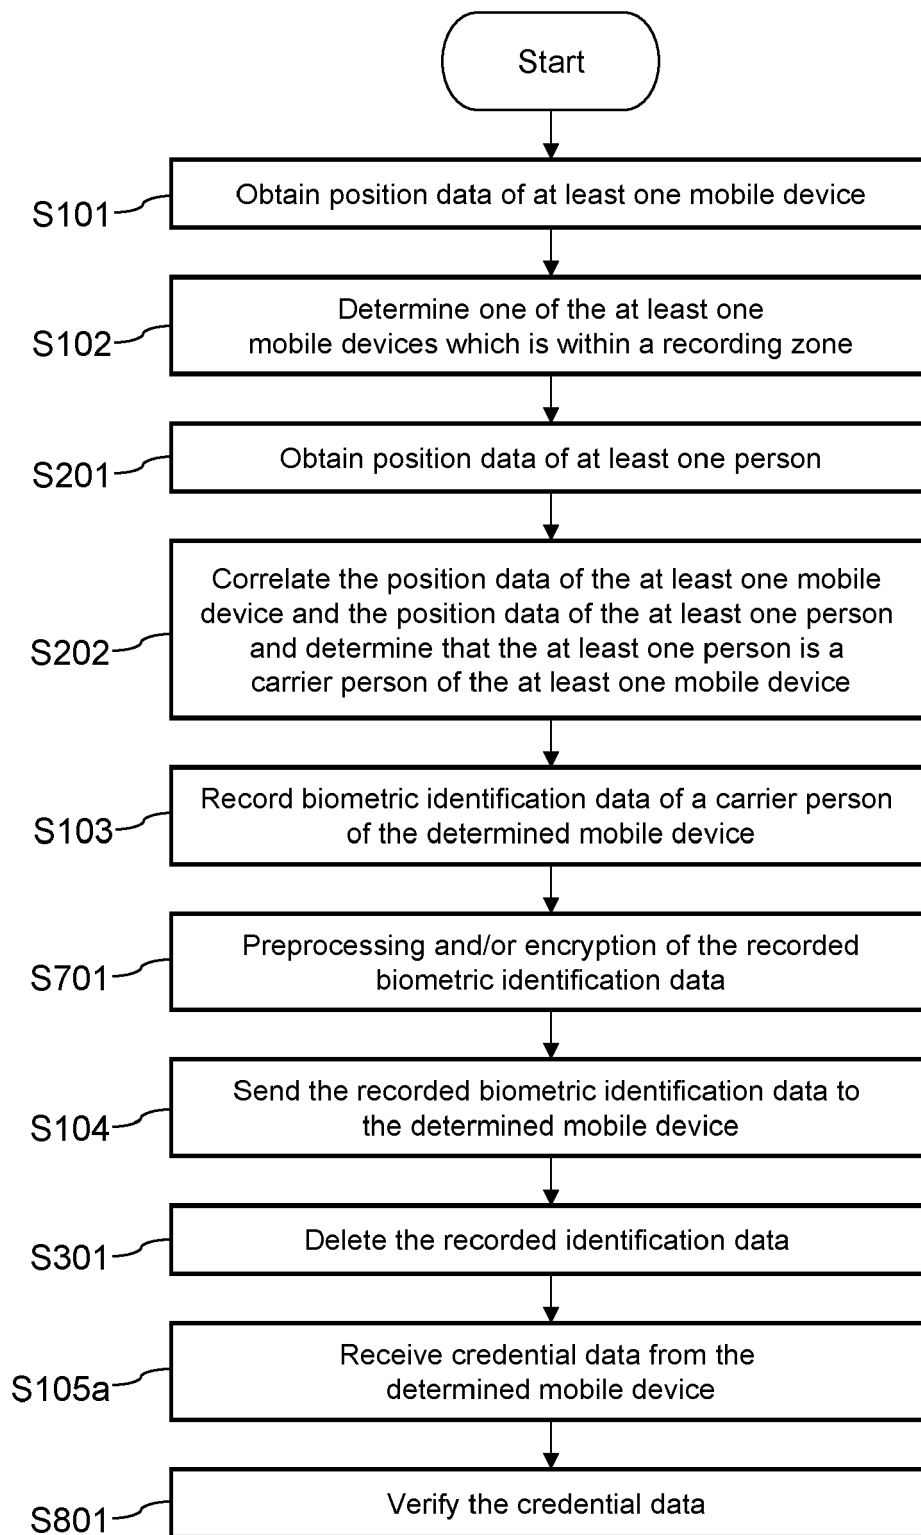 Start
S101
Obtain position data of at least one mobile device
S102
Determine one of the at least one
mobile devices which is within a recording zone
S201
Obtain position data of at least one person
S202
Correlate the position data of the at least one mobile
device and the position data of the at least one person
and determine that the at least one person is a
carrier person of the at least one mobile device
S103
Record biometric identification data of a carrier person
of the determined mobile device
S701
Preprocessing and/or encryption of the recorded
biometric identification data
S104
Send the recorded biometric identification data to
the determined mobile device
S301
Delete the recorded identification data
S105a
Receive credential data from the
determined mobile device
S801
Verify the credential data